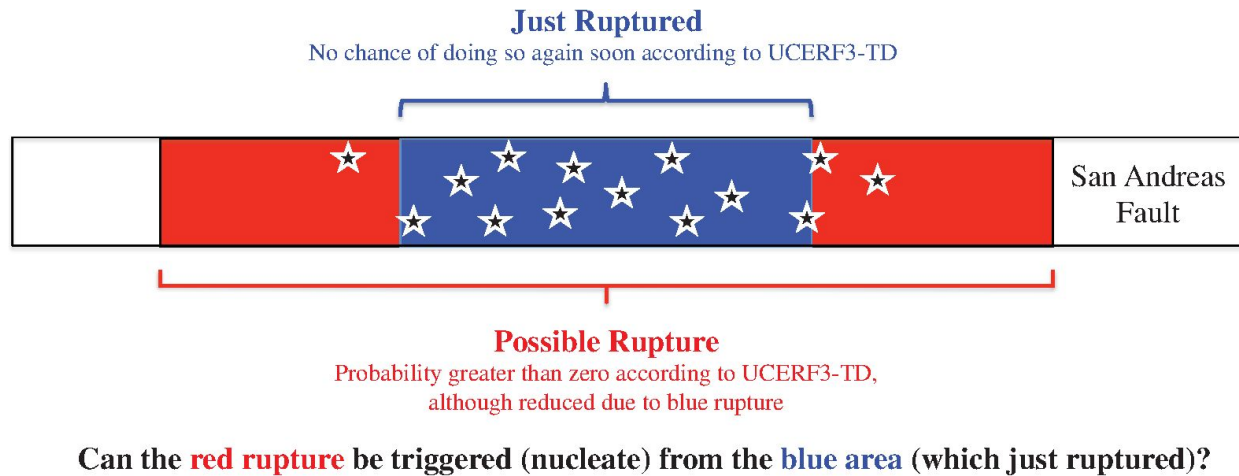 Just Ruptured
No chance of doing so again soon according to UCERF3-TD
San Andreas
Fault
Possible Rupture
Probability greater than zero according to UCERF3-TD,
although reduced due to blue rupture
Can the red rupture be triggered (nucleate) from the blue area (which just ruptured)?